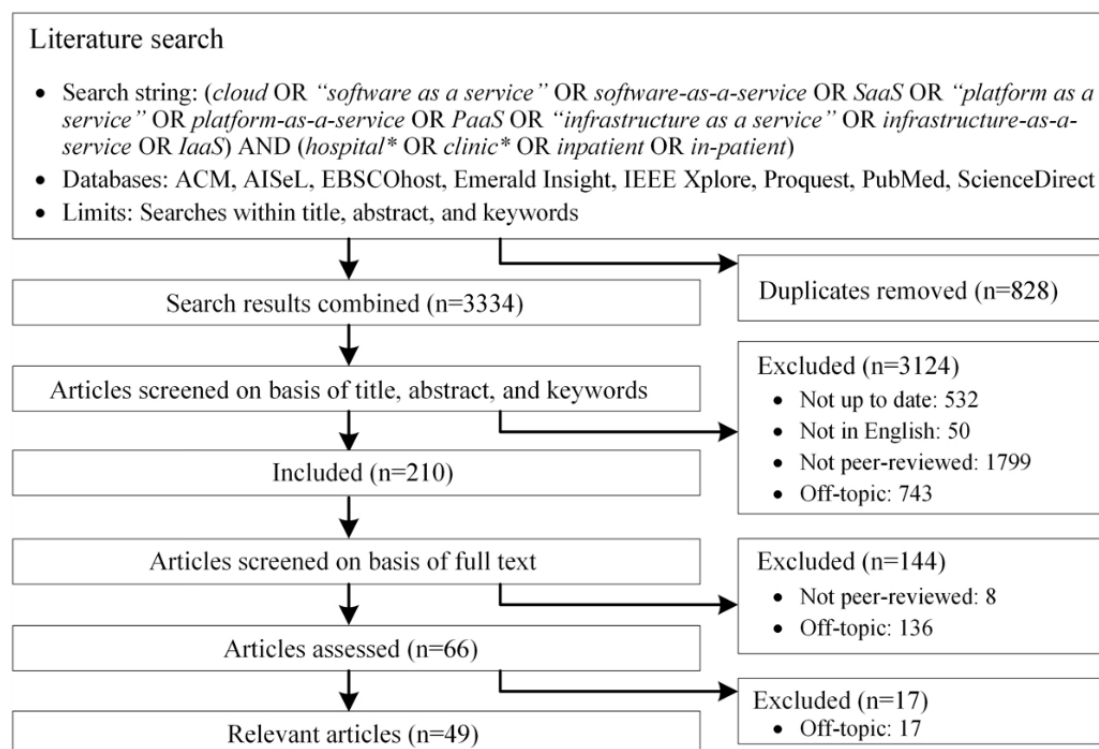 Literature search
• Search string: (cloud OR “software as a service” OR software-as-a-service OR SaaS OR “platform as a
service” OR platform-as-a-service OR PaaS OR “infrastructure as a service” OR infrastructure-as-a-
service OR IaaS) AND (hospital* OR clinic* OR inpatient OR in-patient)
• Databases: ACM, AISeL, EBSCOhost, Emerald Insight, IEEE Xplore, Proquest, PubMed, ScienceDirect
• Limits: Searches within title, abstract, and keywords
Duplicates removed (n=828)
Search results combined (n=3334)
Articles screened on basis of title, abstract, and keywords
Excluded (n=3124)
• Not up to date: 532
• Not in English: 50
• Not peer-reviewed: 1799
• Off-topic: 743
Included (n=210)
Articles screened on basis of full text
Excluded (n=144)
• Not peer-reviewed: 8
• Off-topic: 136
Articles assessed (n=66)
Excluded (n=17)
• Off-topic: 17
Relevant articles (n=49)